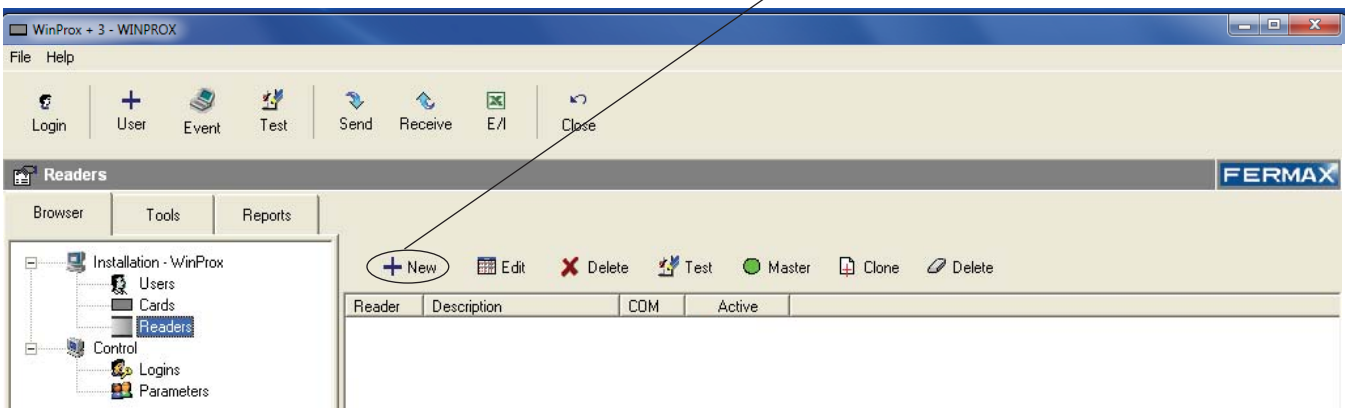 WinProx + 3 - WINPROX
File Help
Login User Event Test Send Receive E/I Close
Readers FERMAX
Browser Tools Reports
New Edit Delete Test Master Clone Delete
Reader Description COM Active
Installation - WinProx
Users
Cards
Readers
Control
Logins
Parameters